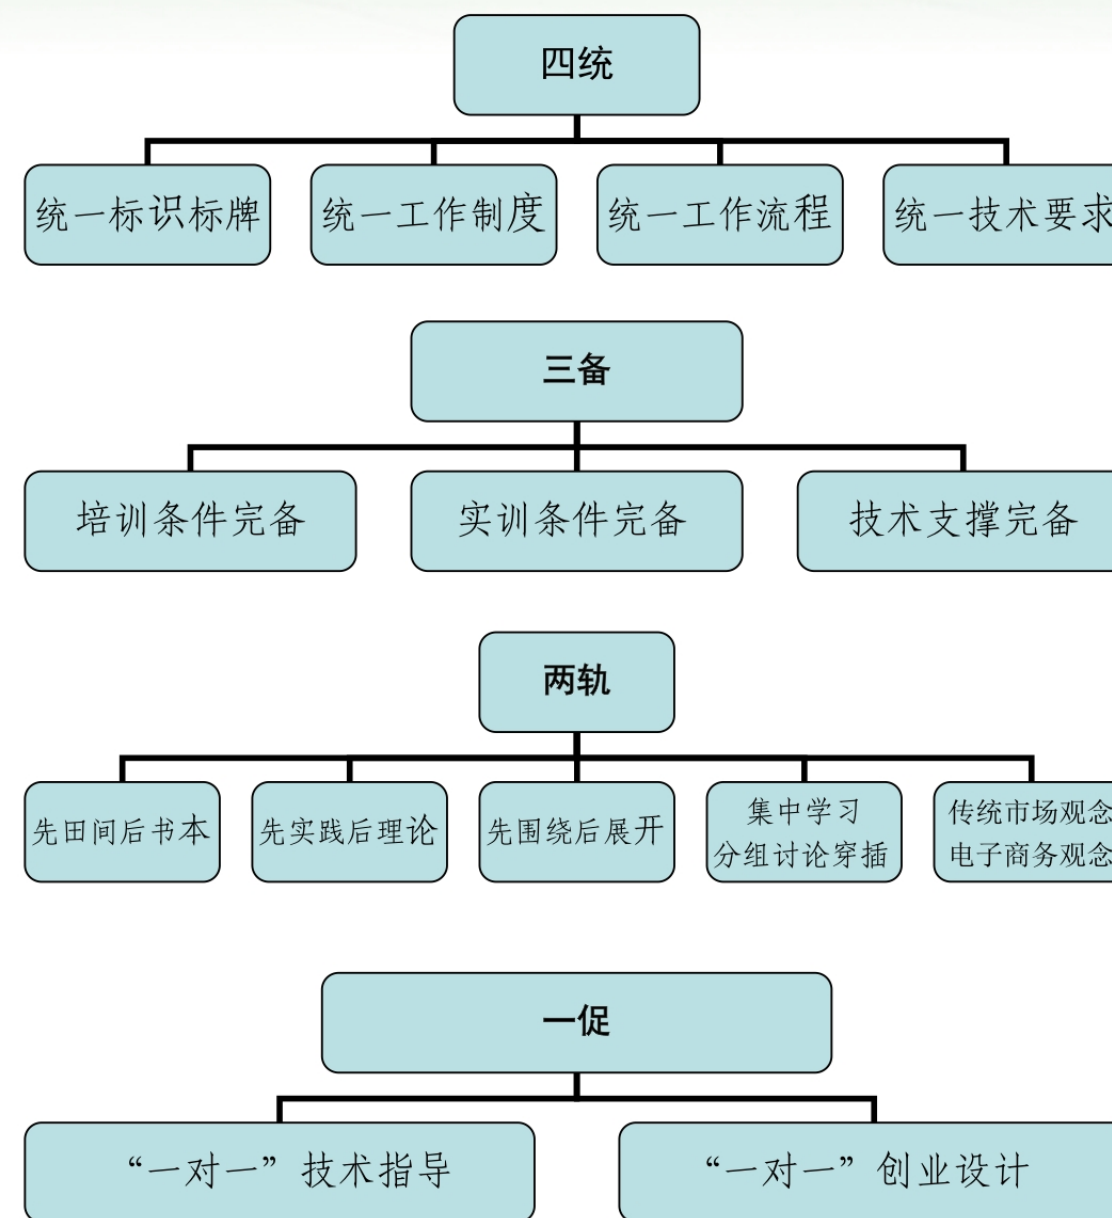 四统
统一标识标牌
统一工作制度
统一工作流程
统一技术要求
三备
培训条件完备
实训条件完备
技术支撑完备
两轨
先田间后书本
先实践后理论
先围绕后展开
集中学习
分组讨论穿插
传统市场观念
电子商务观念
一促
“一对一”技术指导
“一对一”创业设计